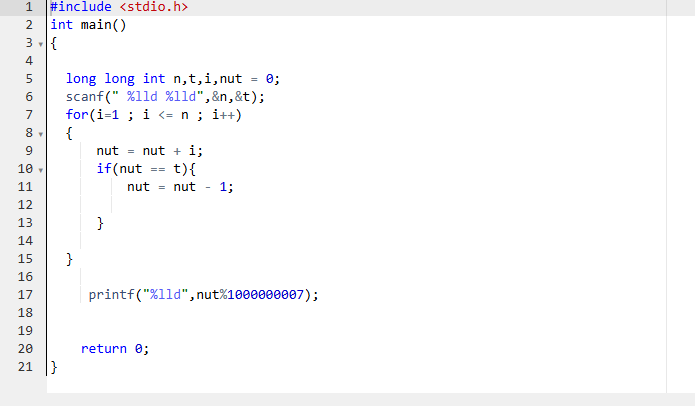 1 #include <stdio.h>
2 int main()
3 {
4
5 long long int n,t,i,nut = 0;
6 scanf(" %lld %lld",&n,&t);
7 for(i=1 ; i <= n ; i++)
8 {
9 nut = nut + i;
10 if(nut == t){
11 nut = nut - 1;
12
13 }
14
15 }
16
17 printf("%lld",nut%1000000007);
18
19
20 return 0;
21 }